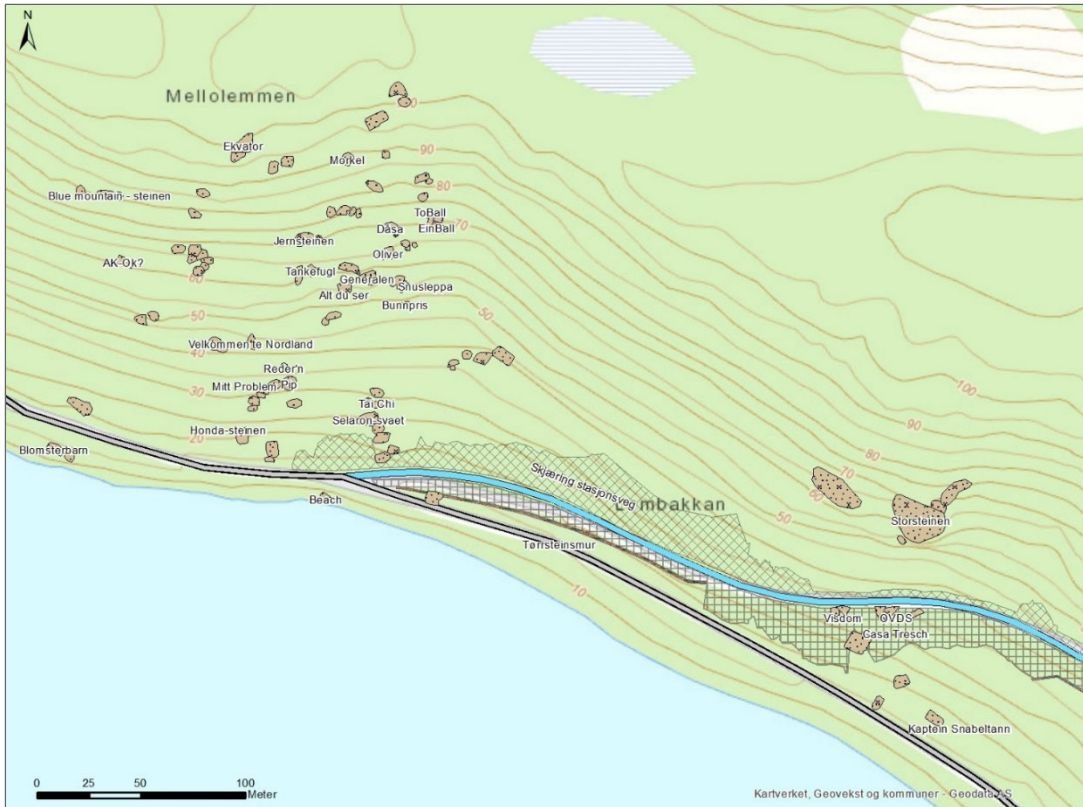 N
Mellolemmen
Ekvator
Morkel
90
Blue mountain - steinen
80
ToBall
70
Dasa
EinBall
Jernsteinen
Oliver
AK-Ok?
Tankefugl
60
Generalen
Snusleppa
Alt du ser
Bunnpris
50
50
Velkommen te Nordland
40
100
Reder'n
Mitt Problem
Pip
30
90
Tai Chi
Selaron-svaet
Honda-steinen
20
80
Blomsterbarn
Skjæring stasjonsveg
70
60
Beach
50
Storsteinen
Tørrsteinsmur
10
Visdom
OVDS
Casa Tresch
Kaptein Snabeltann
0 25 50 100
Meter
Kartverket, Geovekst og kommuner - Geodata AS